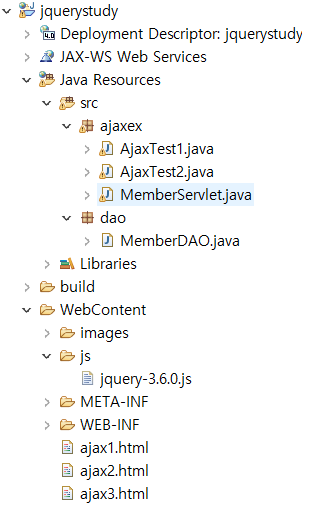 jquerystudy
4.0 Deployment Descriptor: jquerystudy
JAX-WS Web Services
Java Resources
src
ajaxex
J AjaxTest1.java
J AjaxTest2.java
J MemberServlet.java
dao
J MemberDAO.java
Libraries
build
WebContent
images
js
jquery-3.6.0.js
META-INF
WEB-INF
ajax1.html
ajax2.html
ajax3.html